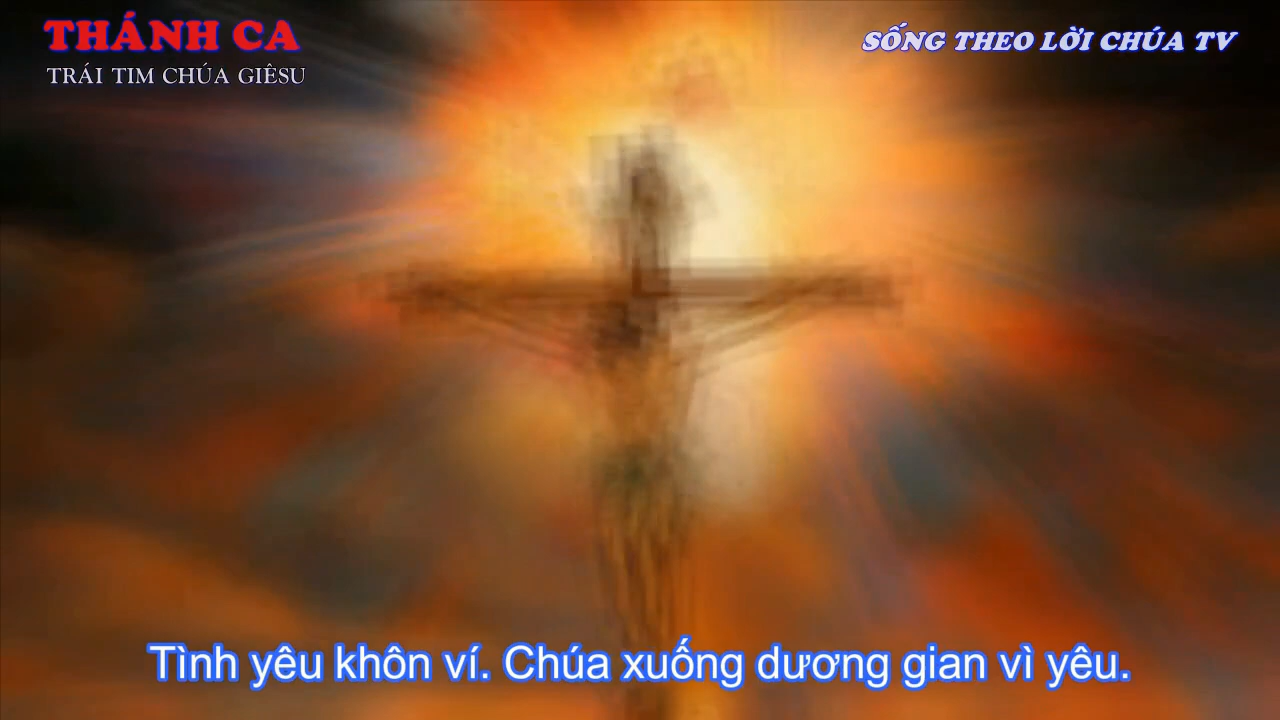 THÁNH CA
TRÁI TIM CHÚA GIÊSU
SỐNG THEO LỜI CHÚA TV
Tình yêu khôn ví. Chúa xuống dương gian vì yêu.